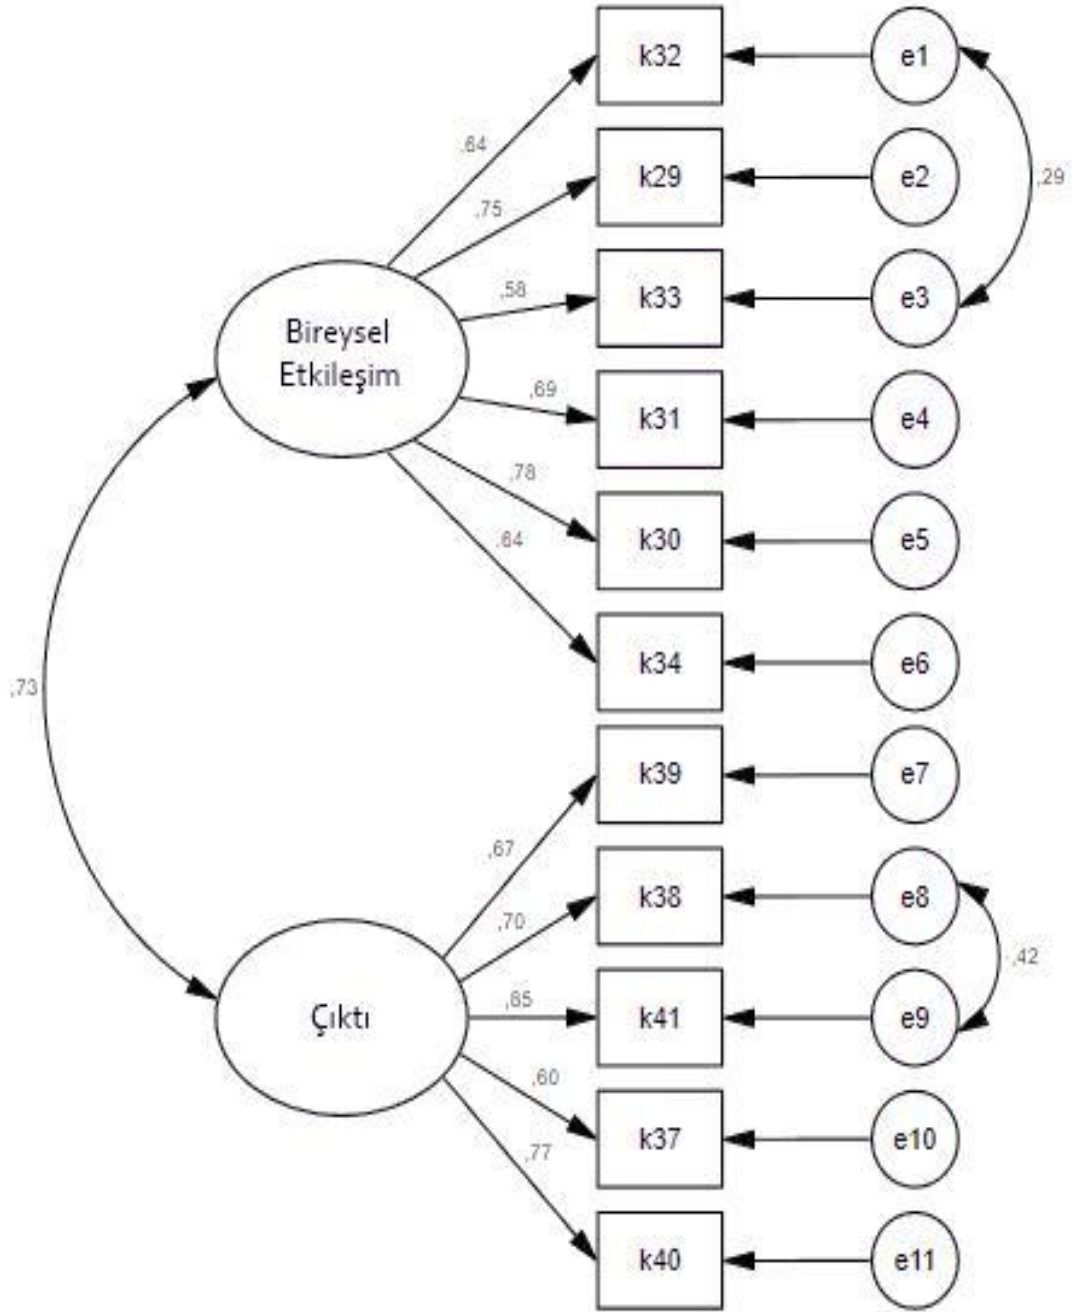 k32
e1
,64
k29
e2
,29
,75
k33
e3
,58
Bireysel
Etkileşim
k31
e4
,69
,78
k30
e5
,64
k34
e6
,73
k39
e7
,67
k38
e8
,70
-,42
,85
k41
e9
Çıktı
,60
k37
e10
,77
k40
e11